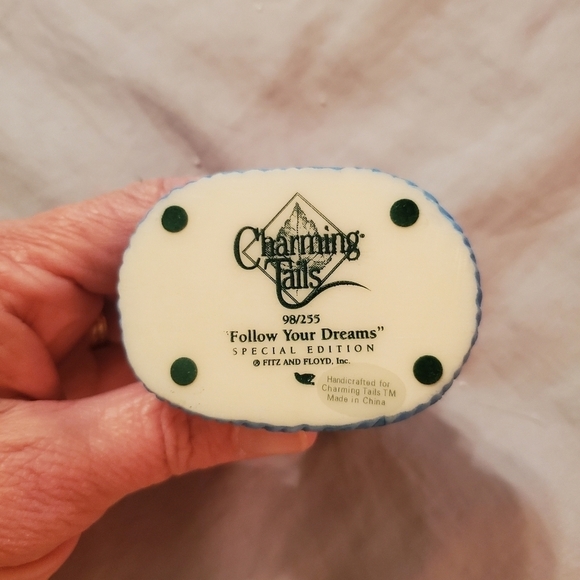 Charming
Tails
98/255
"Follow Your Dreams"
SPECIAL EDITION
® FITZ AND FLOYD, Inc.
Handcrafted for
Charming Tails TM
Made in China